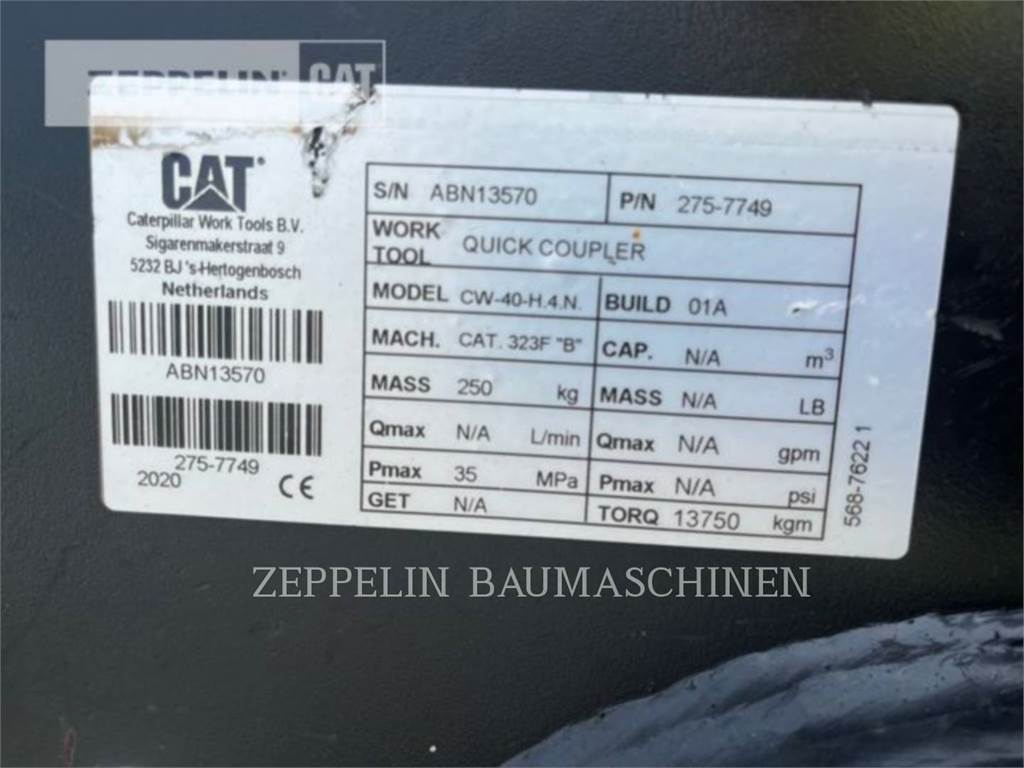 ZEPPELIN CAT
CAT
Caterpillar Work Tools B.V.
Sigarenmakerstraat 9
5232 BJ 's-Hertogenbosch
Netherlands
ABN13570
275-7749
2020 CE
S/N ABN13570 P/N 275-7749
WORK TOOL QUICK COUPLER
MODEL CW-40-H.4.N. BUILD 01A
MACH. CAT. 323F "B" CAP. N/A m³
MASS 250 kg MASS N/A LB
Qmax N/A L/min Qmax N/A gpm
Pmax 35 MPa Pmax N/A psi
GET N/A TORQ 13750 kgm
568-7622 1
ZEPPELIN BAUMASCHINEN